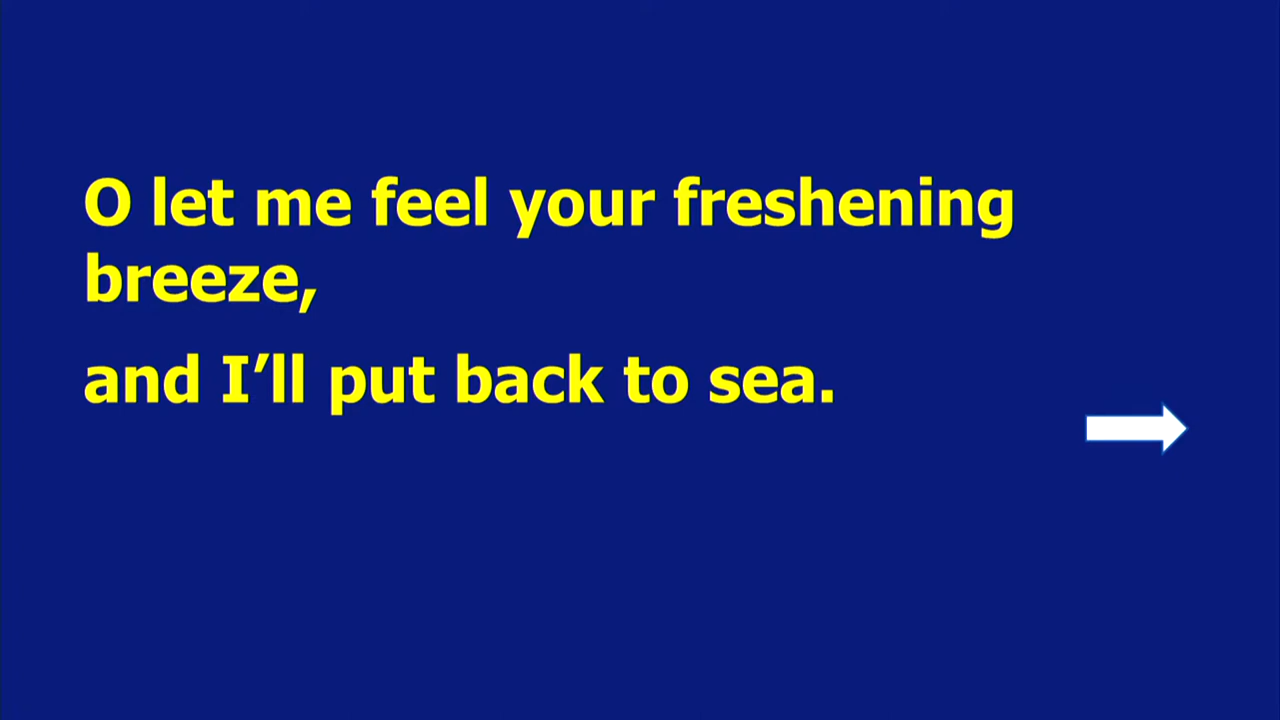 O let me feel your freshening
breeze,
and I’ll put back to sea.